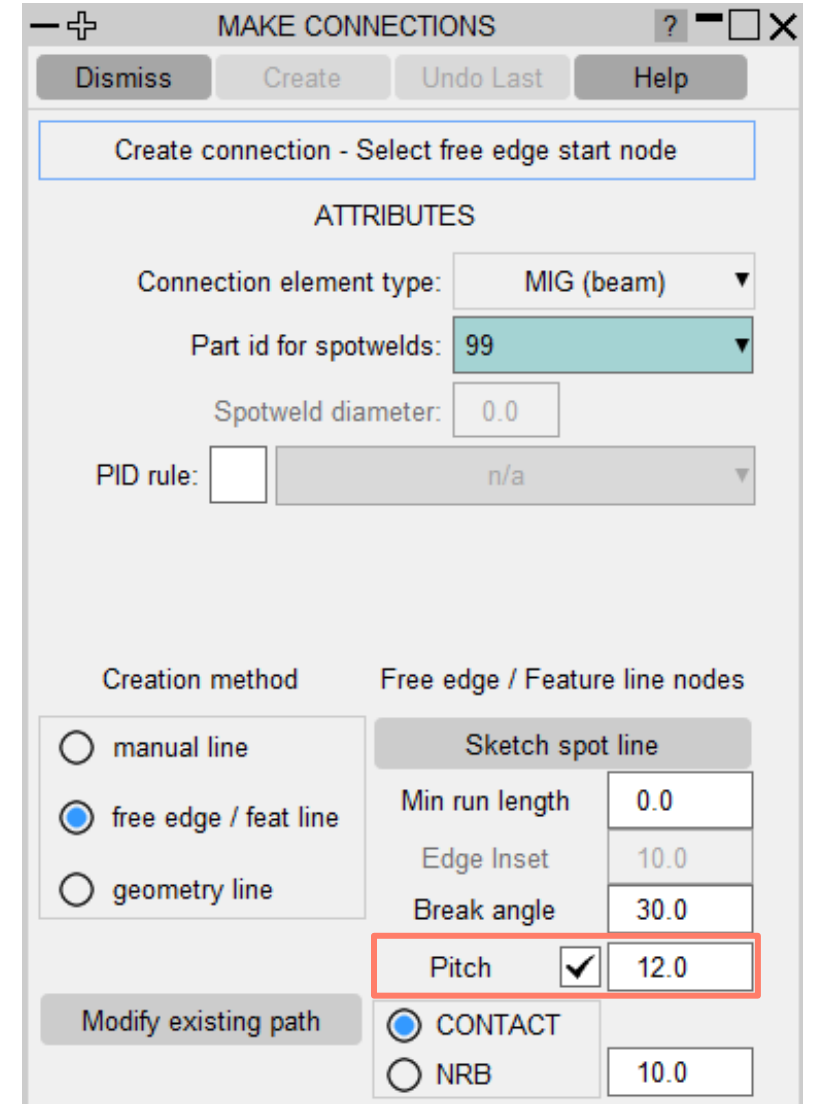 MAKE CONNECTIONS ?
Dismiss Create Undo Last Help
Create connection - Select free edge start node
ATTRIBUTES
Connection element type: MIG (beam)
Part id for spotwelds: 99
Spotweld diameter: 0.0
PID rule: n/a
Creation method Free edge / Feature line nodes
manual line Sketch spot line
Min run length 0.0
free edge / feat line
Edge Inset 10.0
geometry line
Break angle 30.0
Pitch 12.0
Modify existing path CONTACT
NRB 10.0